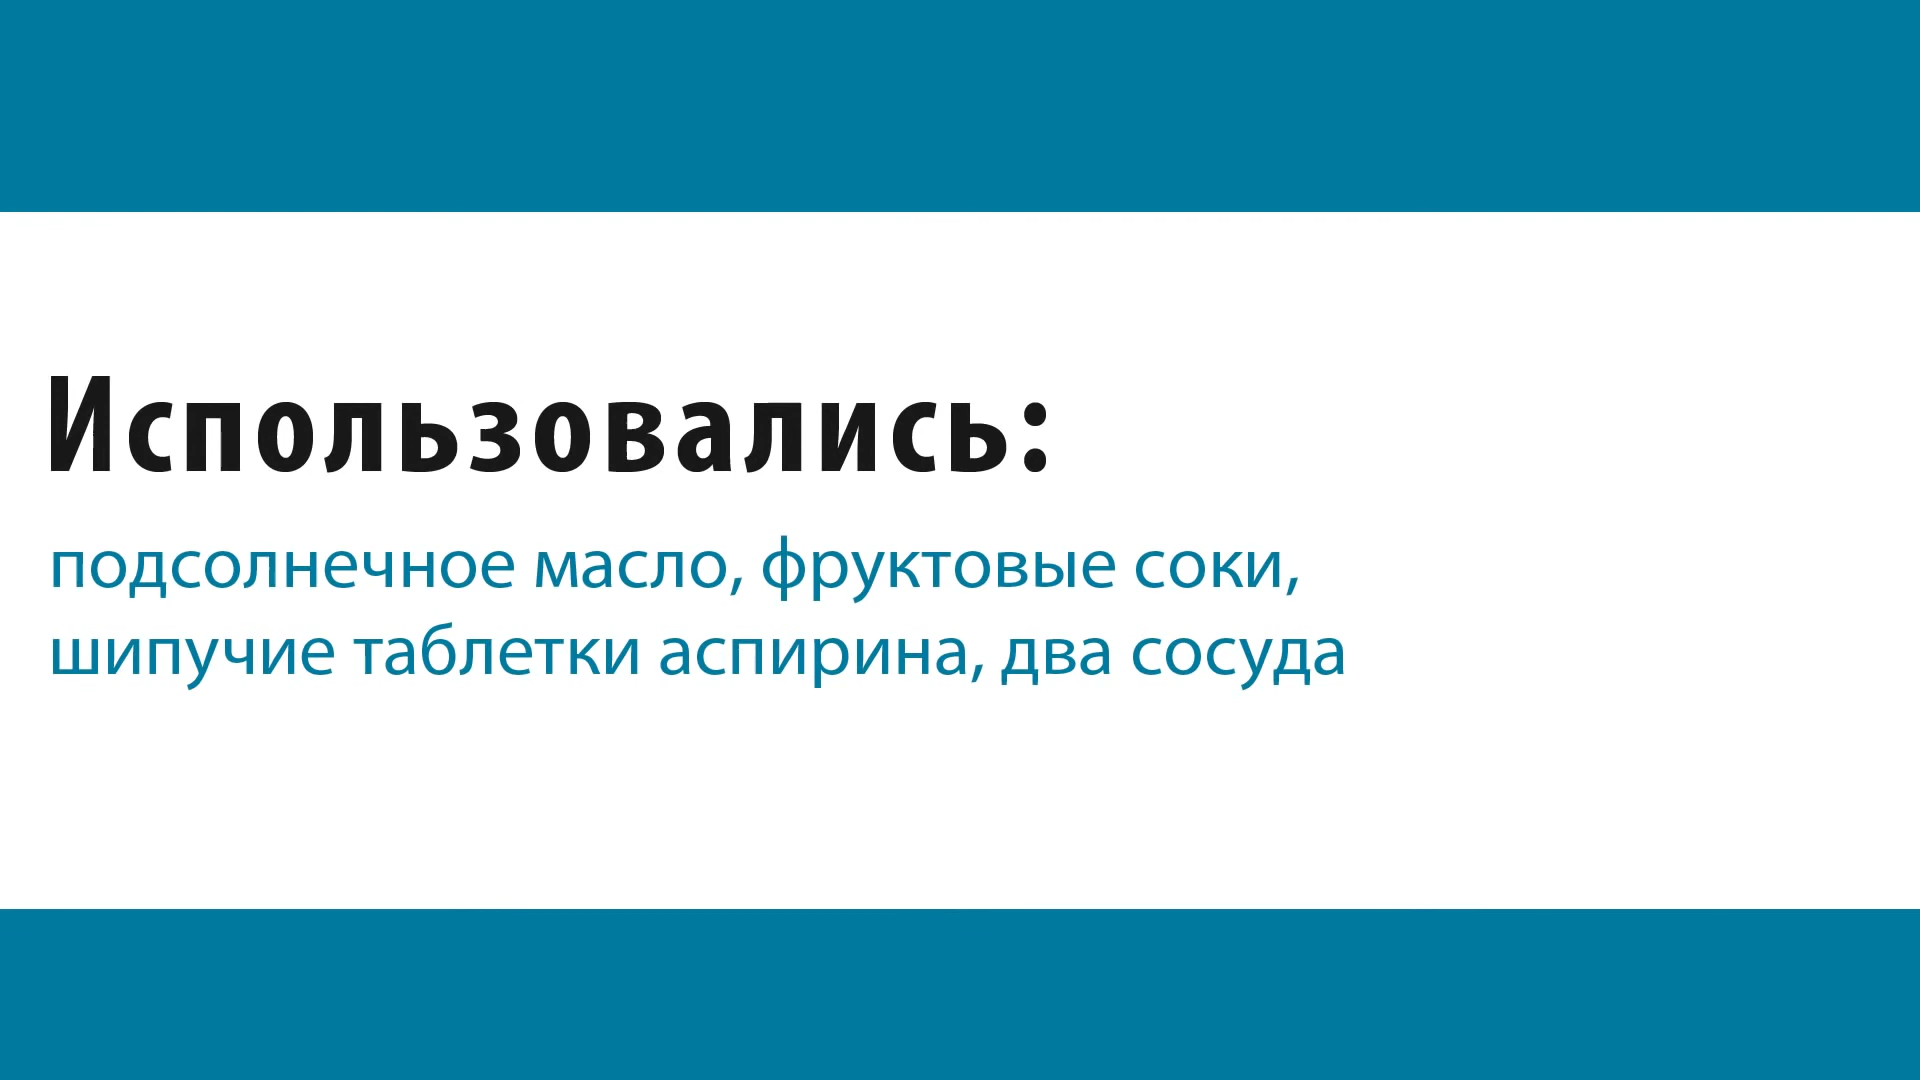 Использовались:
подсолнечное масло, фруктовые соки,
шипучие таблетки аспирина, два сосуда